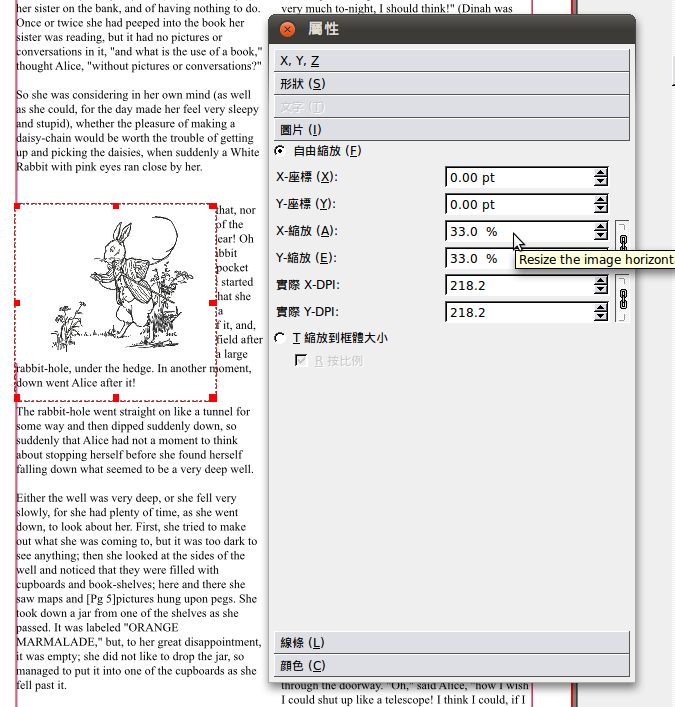 her sister on the bank, and of having nothing to do.
Once or twice she had peeped into the book her
sister was reading, but it had no pictures or
conversations in it, "and what is the use of a book,"
thought Alice, "without pictures or conversations?"
So she was considering in her own mind (as well
as she could, for the day made her feel very sleepy
and stupid), whether the pleasure of making a
daisy-chain would be worth the trouble of getting
up and picking the daisies, when suddenly a White
Rabbit with pink eyes ran close by her.
that, nor
of the
ear! Oh
bbit
pocket
started
hat she
a
f it, and,
field after
a large
rabbit-hole, under the hedge. In another moment,
down went Alice after it!
The rabbit-hole went straight on like a tunnel for
some way and then dipped suddenly down, so
suddenly that Alice had not a moment to think
about stopping herself before she found herself
falling down what seemed to be a very deep well.
Either the well was very deep, or she fell very
slowly, for she had plenty of time, as she went
down, to look about her. First, she tried to make
out what she was coming to, but it was too dark to
see anything; then she looked at the sides of the
well and noticed that they were filled with
cupboards and book-shelves; here and there she
saw maps and [Pg 5]pictures hung upon pegs. She
took down a jar from one of the shelves as she
passed. It was labeled "ORANGE
MARMALADE," but, to her great disappointment,
it was empty; she did not like to drop the jar, so
managed to put it into one of the cupboards as she
fell past it.
very much to-night, I should think!" (Dinah was
屬性
X, Y, Z
形狀 (S)
文字 (T)
圖片 (I)
自由縮放 (F)
X-座標 (X): 0.00 pt
Y-座標 (Y): 0.00 pt
X-縮放 (A): 33.0 %
Y-縮放 (E): 33.0 %
Resize the image horizont
實際 X-DPI: 218.2
實際 Y-DPI: 218.2
T 縮放到框體大小
R 按比例
線條 (L)
顏色 (C)
through the doorway. "Oh," said Alice, "how I wish
I could shut up like a telescope! I think I could, if I